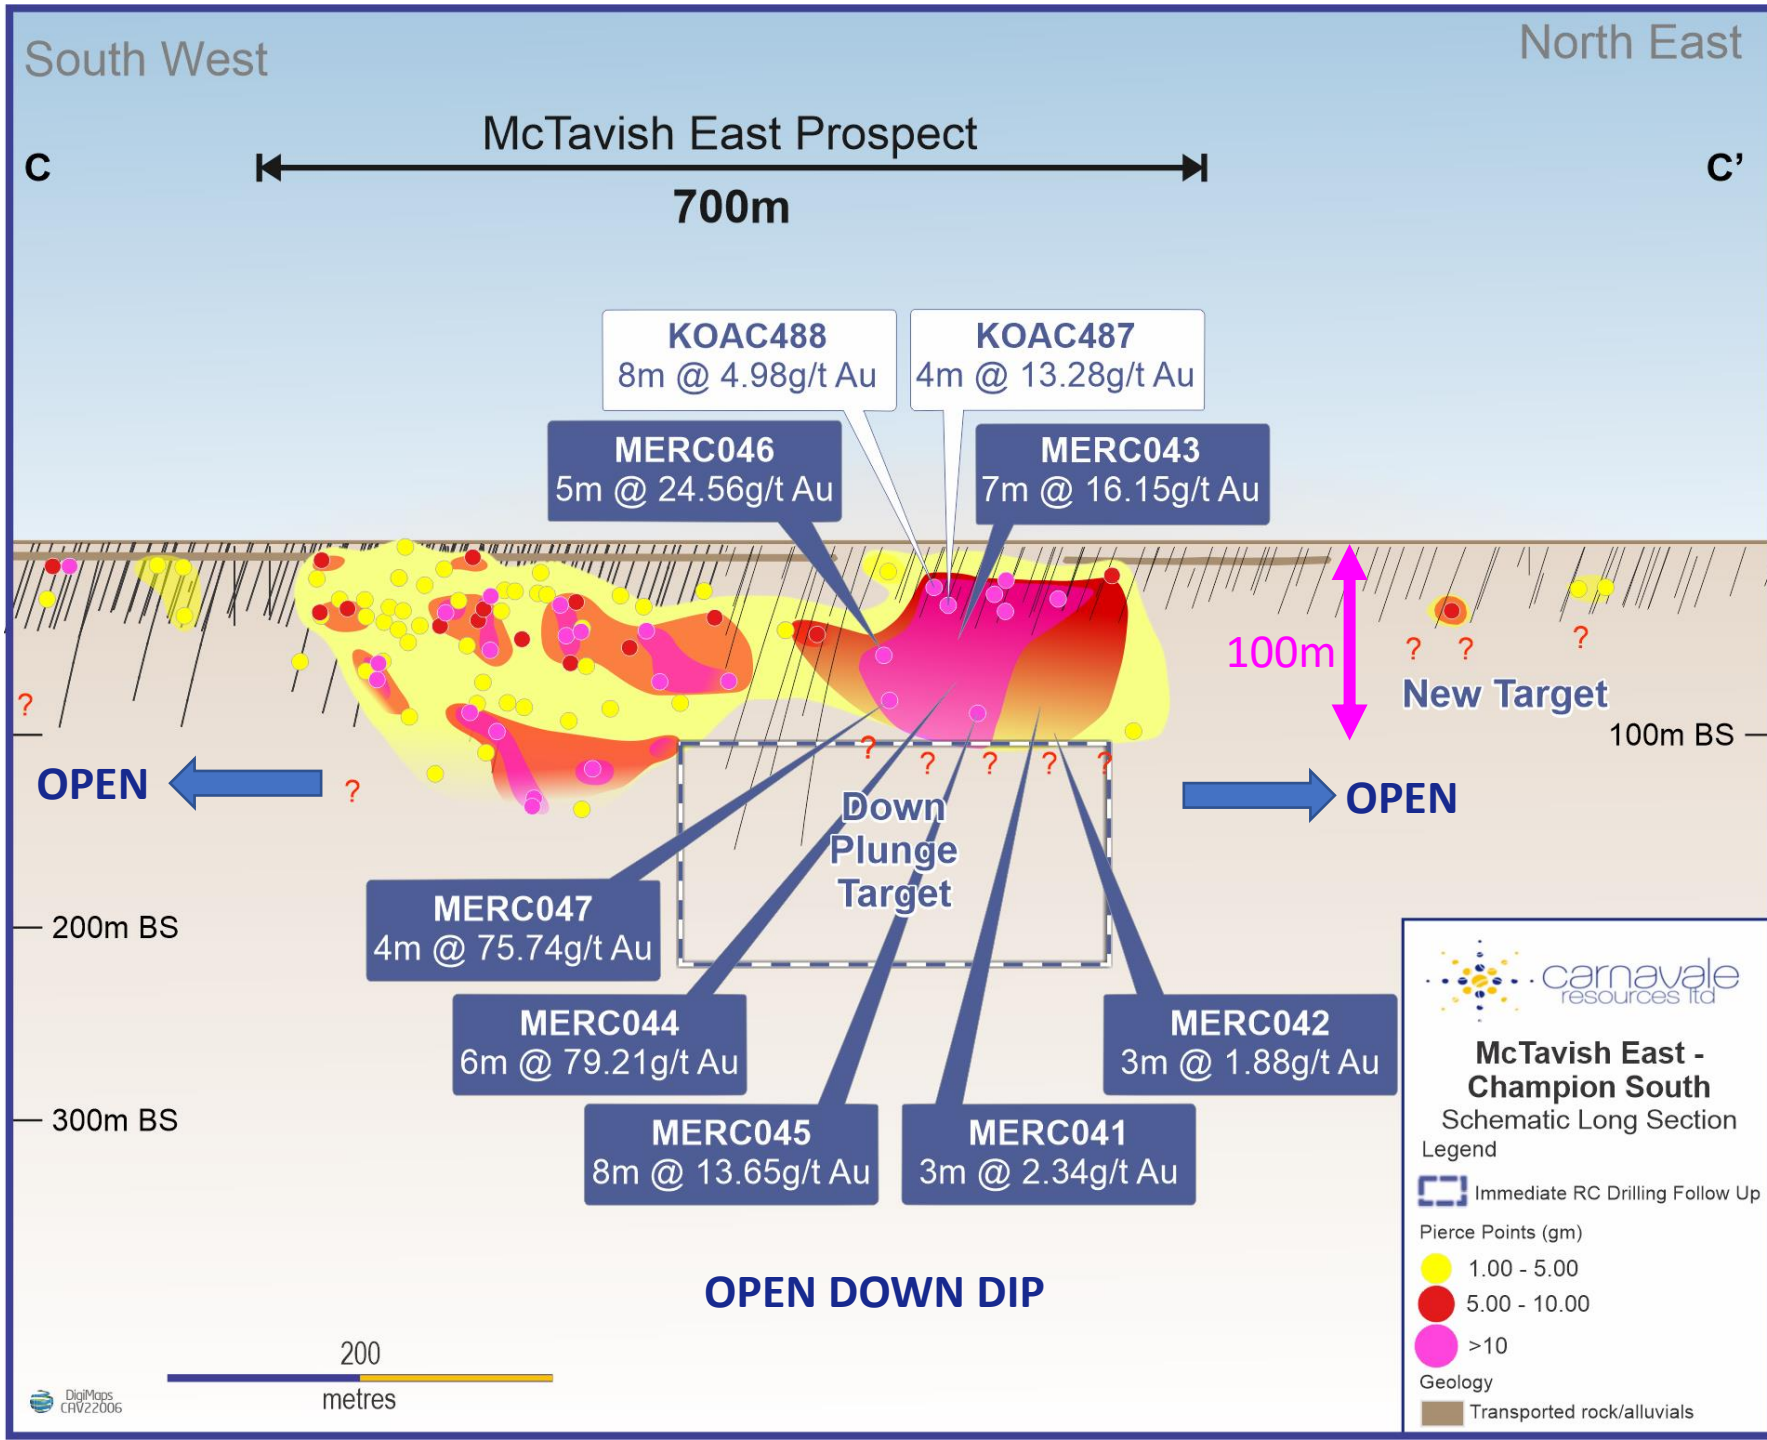 South West
North East
McTavish East Prospect
C
C’
700m
KOAC488
8m @ 4.98g/t Au
KOAC487
4m @ 13.28g/t Au
MERC046
5m @ 24.56g/t Au
MERC043
7m @ 16.15g/t Au
100m
?
?
?
?
New Target
100m BS
?
?
?
?
?
OPEN
?
OPEN
Down
Plunge
Target
MERC047
4m @ 75.74g/t Au
200m BS
MERC044
6m @ 79.21g/t Au
MERC042
3m @ 1.88g/t Au
300m BS
MERC045
8m @ 13.65g/t Au
MERC041
3m @ 2.34g/t Au
OPEN DOWN DIP
200
metres
DigiMaps
CAV22006
carnavale
resources ltd
McTavish East -
Champion South
Schematic Long Section
Legend
Immediate RC Drilling Follow Up
Pierce Points (gm)
1.00 - 5.00
5.00 - 10.00
>10
Geology
Transported rock/alluvials